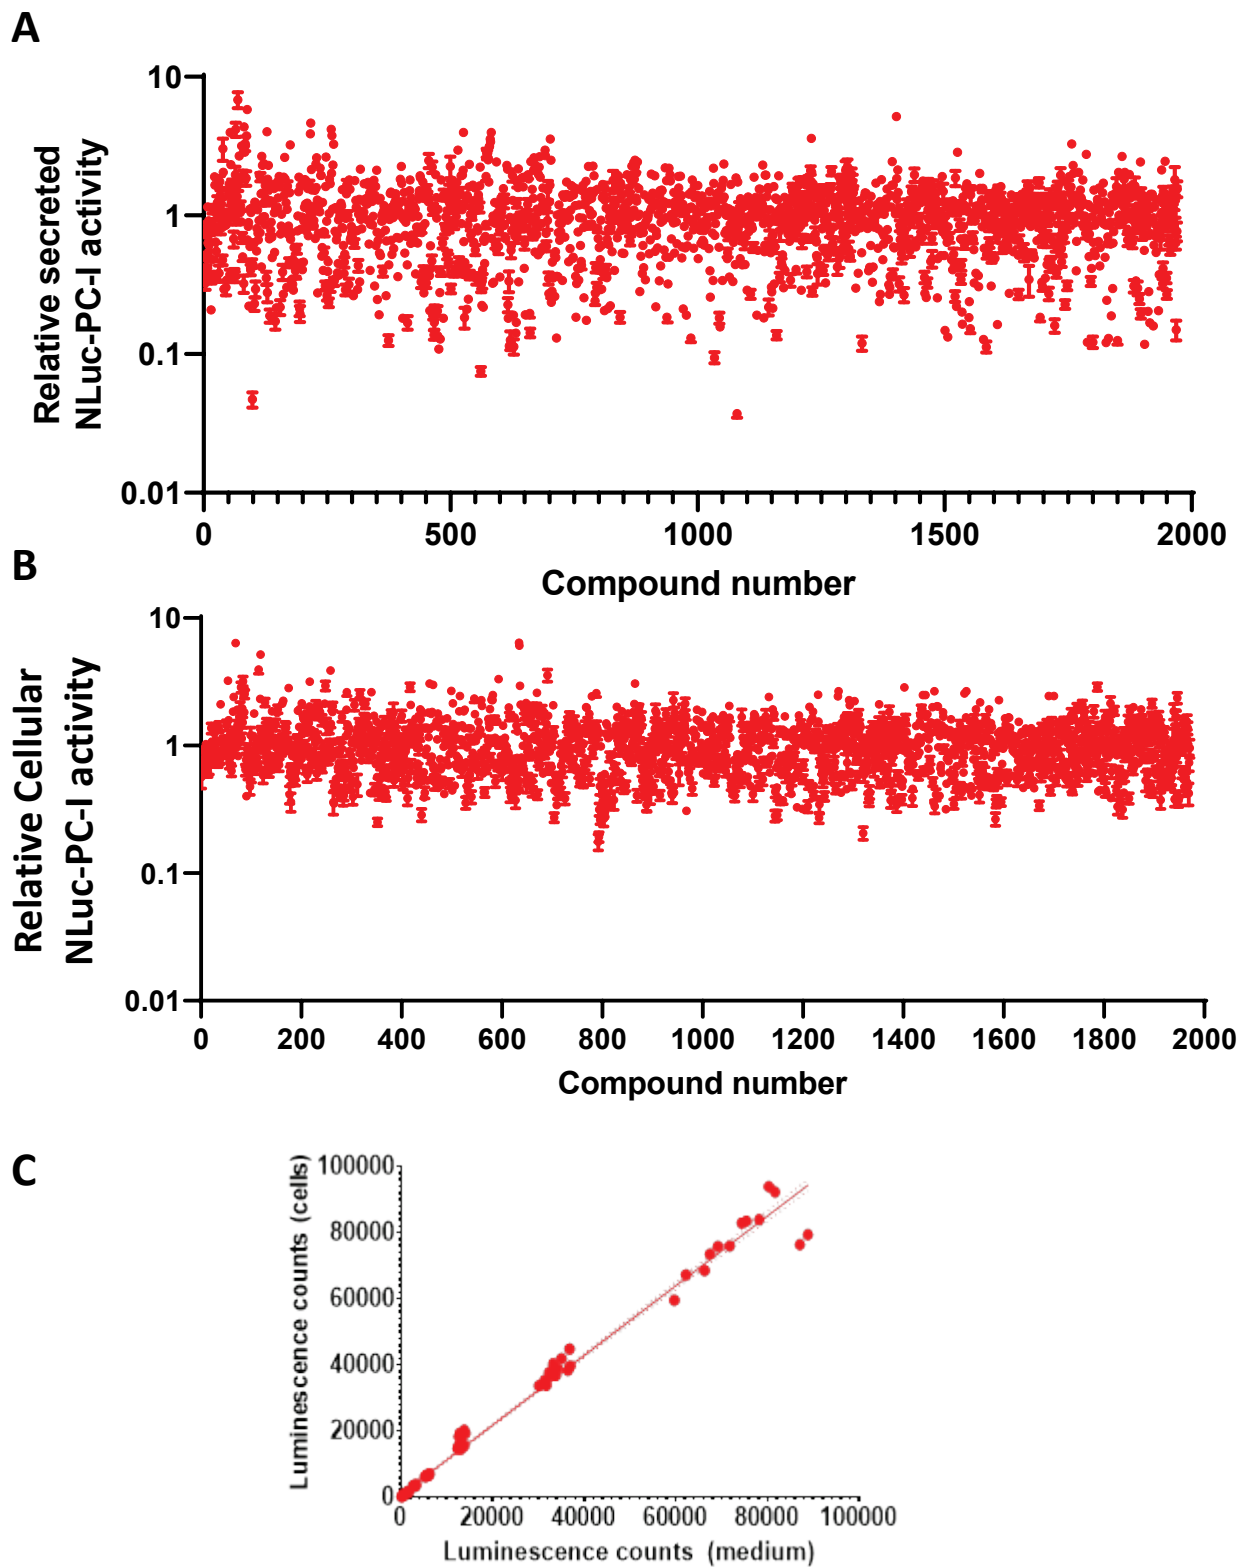 A
Relative secreted
NLuc-PC-I activity
10
1
0.1
0.01
0 500 1000 1500 2000
Compound number
B
Relative Cellular
NLuc-PC-I activity
10
1
0.1
0.01
0 200 400 600 800 1000 1200 1400 1600 1800 2000
Compound number
C
Luminescence counts (cells)
100000
80000
60000
40000
20000
0
0 20000 40000 60000 80000 100000
Luminescence counts (medium)